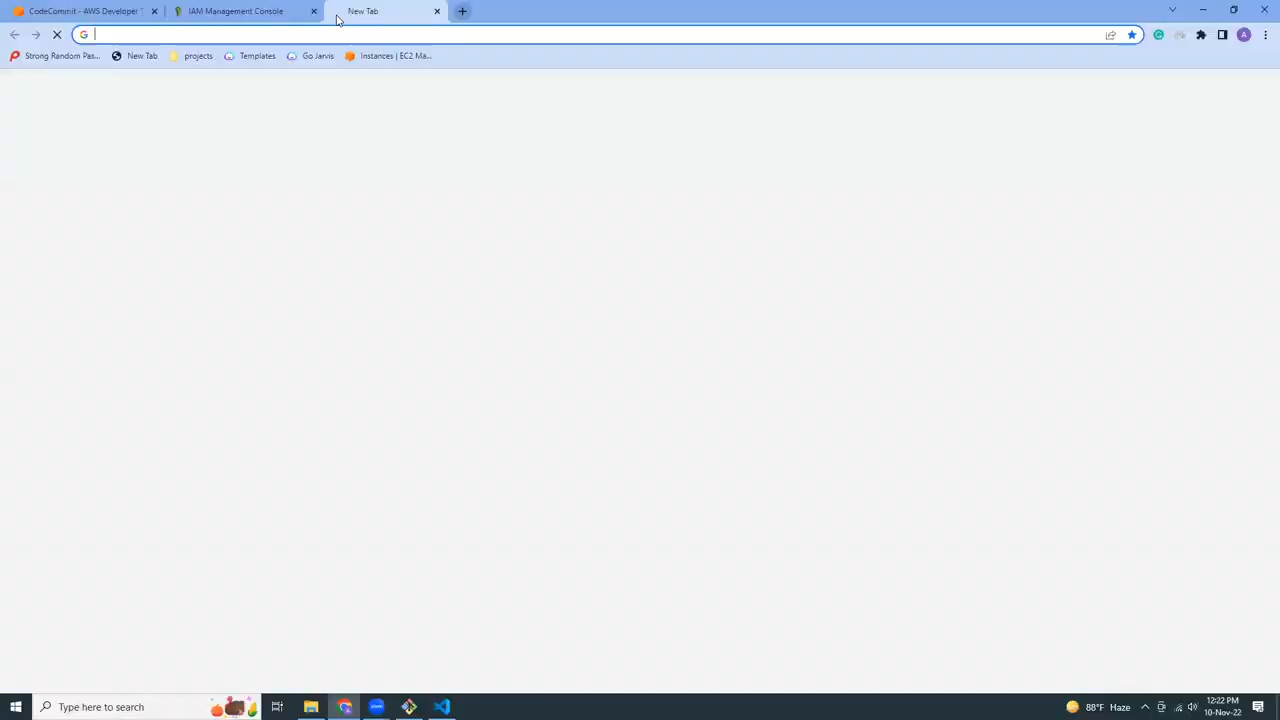 CodeCommit - AWS Developer T
IAM Management Console
New Tab
Strong Random Pas...
New Tab
projects
Templates
Go Jarvis
Instances | EC2 Ma...
A
Type here to search
zoom
88°F Haze
12:22 PM
10-Nov-22